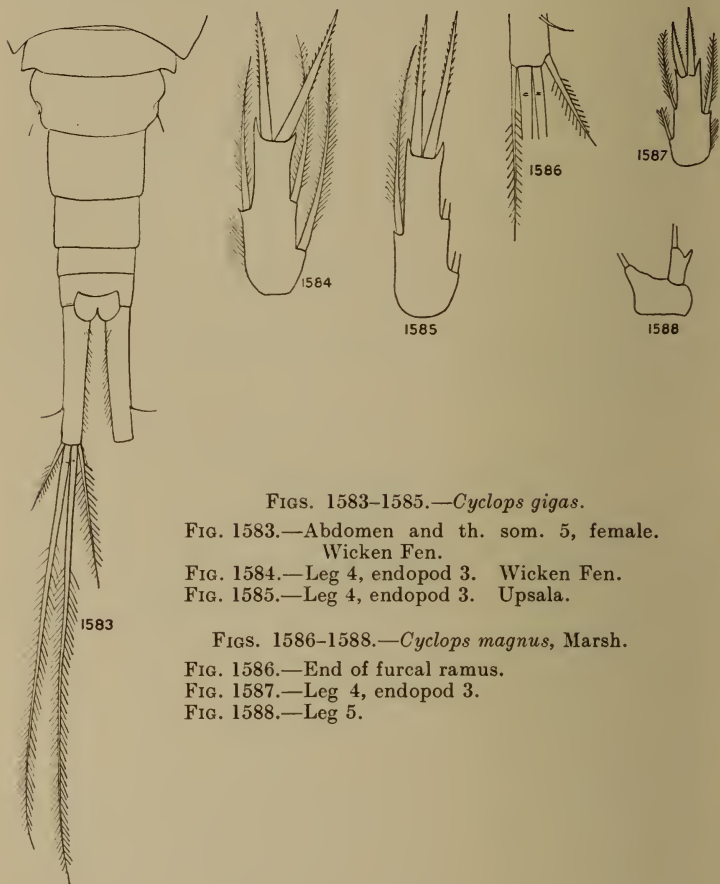 1584
1585
1586
1587
1588
1583
FIGS. 1583-1585.—Cyclops gigas.
FIG. 1583.—Abdomen and th. som. 5, female.
Wicken Fen.
FIG. 1584.—Leg 4, endopod 3. Wicken Fen.
FIG. 1585.—Leg 4, endopod 3. Upsala.
FIGS. 1586-1588.—Cyclops magnus, Marsh.
FIG. 1586.—End of furcal ramus.
FIG. 1587.—Leg 4, endopod 3.
FIG. 1588.—Leg 5.